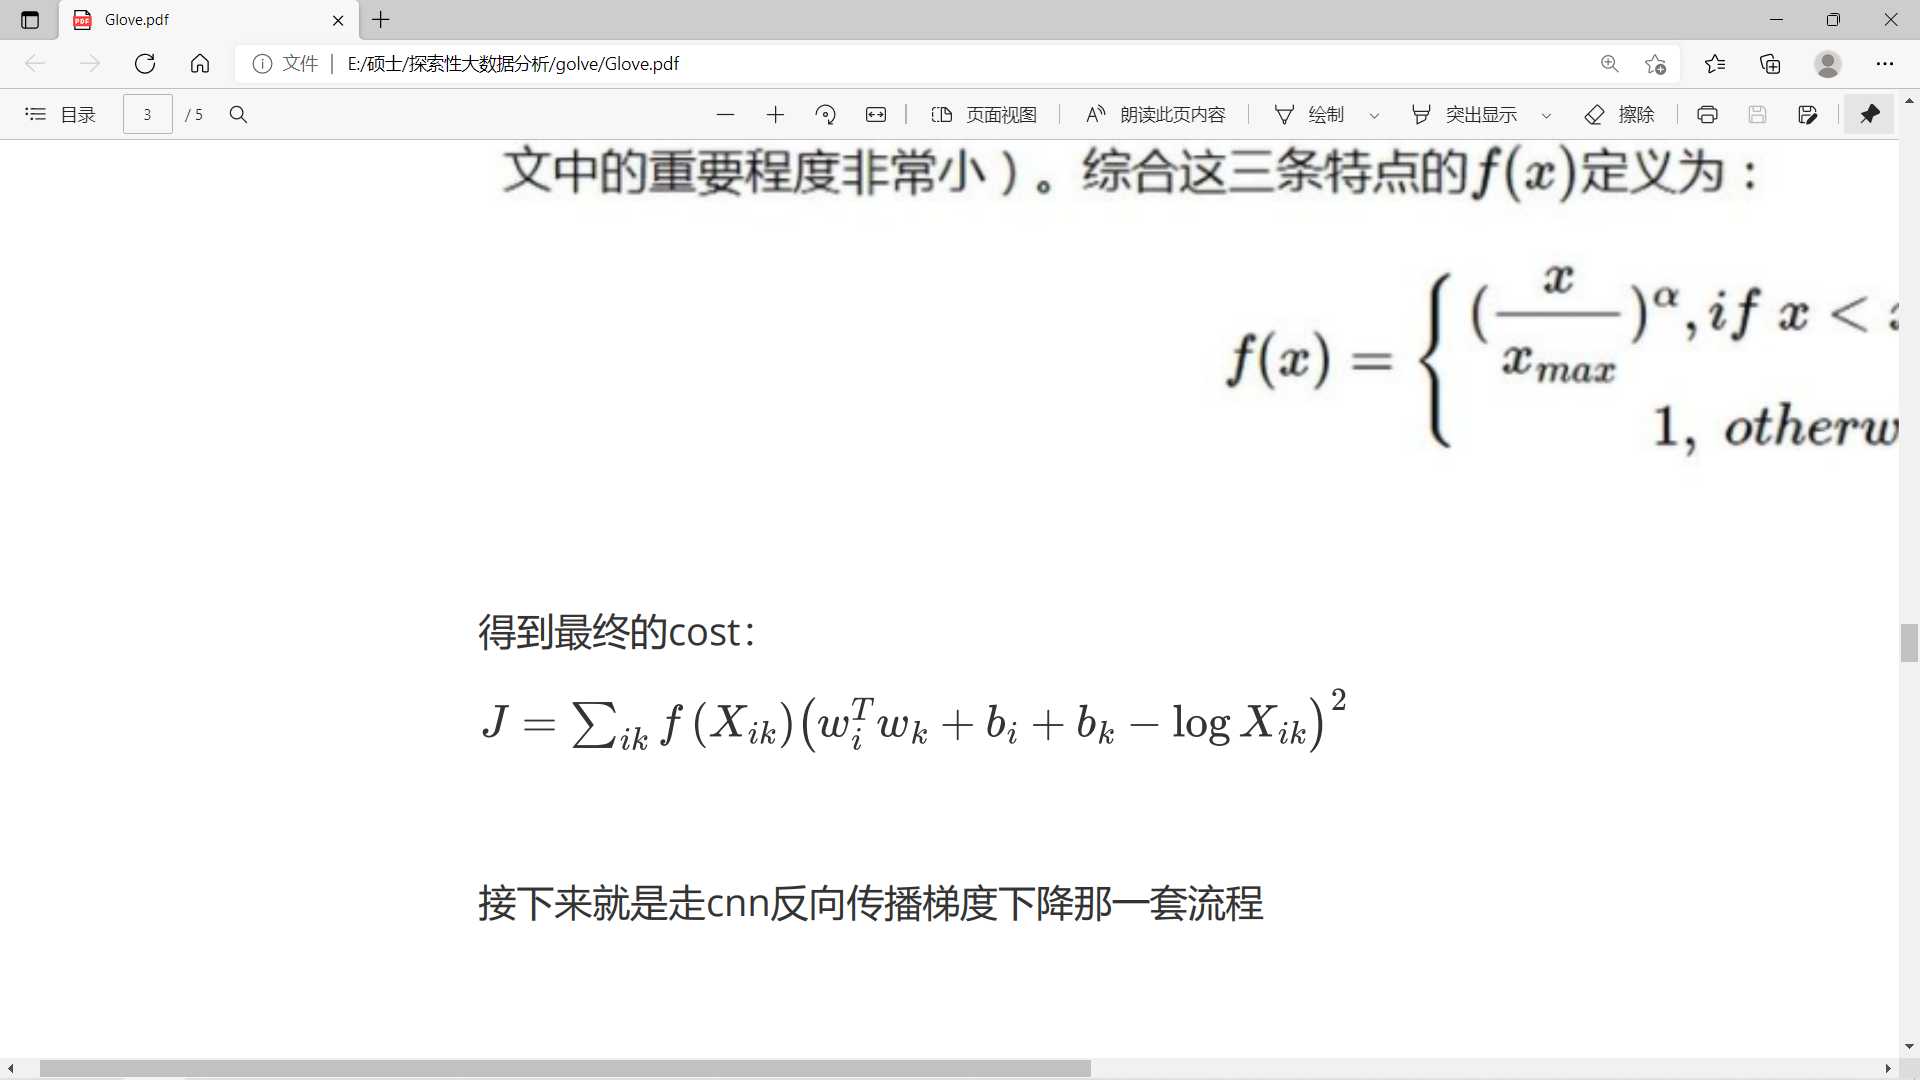 Glove.pdf
文件 E:/硕士/探索性大数据分析/golve/Glove.pdf
目录 3 / 5 页面视图 朗读此页内容 绘制 突出显示 擦除
文中的重要程度非常小）。综合这三条特点的f(x)定义为：
f(x) = { (x / x_max)^α, if x <
1, otherw
得到最终的cost：
J = ∑_{ik} f(X_{ik})(w_i^T w_k + b_i + b_k − log X_{ik})^2
接下来就是走cnn反向传播梯度下降那一套流程